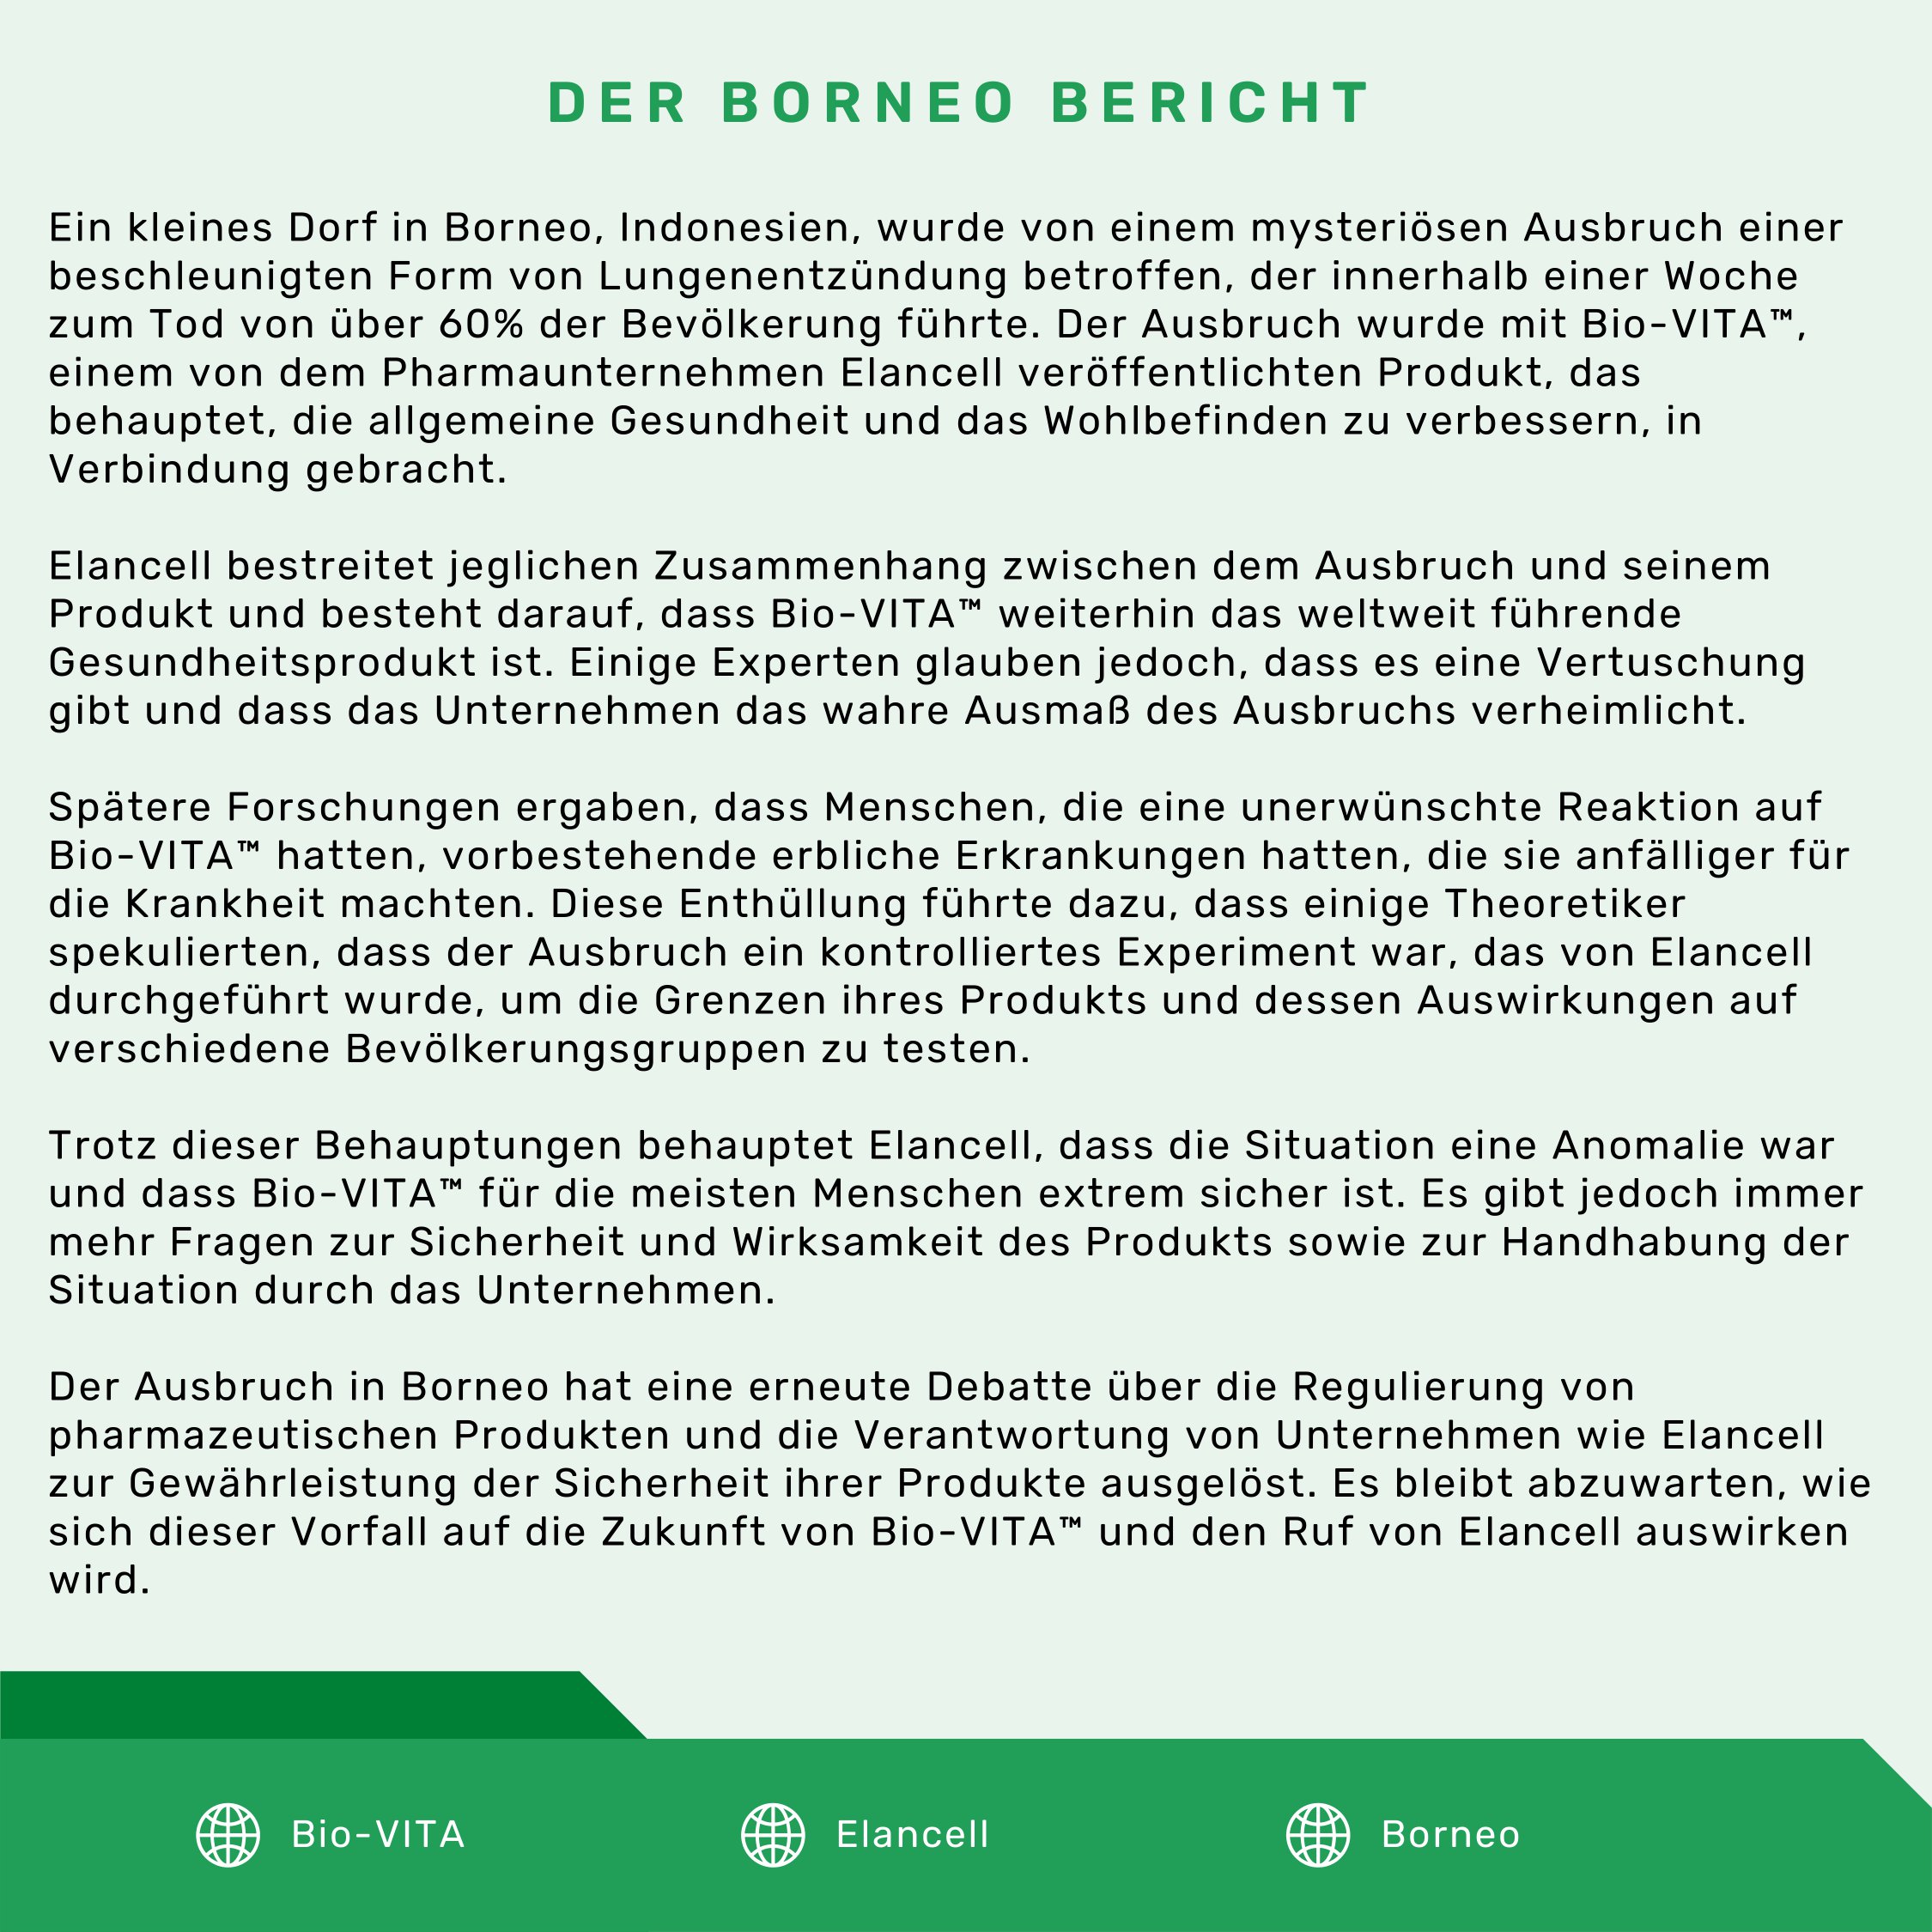 DER BORNEO BERICHT
Ein kleines Dorf in Borneo, Indonesien, wurde von einem mysteriösen Ausbruch einer
beschleunigten Form von Lungenentzündung betroffen, der innerhalb einer Woche
zum Tod von über 60% der Bevölkerung führte. Der Ausbruch wurde mit Bio-VITA™,
einem von dem Pharmaunternehmen Elancell veröffentlichten Produkt, das
behauptet, die allgemeine Gesundheit und das Wohlbefinden zu verbessern, in
Verbindung gebracht.
Elancell bestreitet jeglichen Zusammenhang zwischen dem Ausbruch und seinem
Produkt und besteht darauf, dass Bio-VITA™ weiterhin das weltweit führende
Gesundheitsprodukt ist. Einige Experten glauben jedoch, dass es eine Vertuschung
gibt und dass das Unternehmen das wahre Ausmaß des Ausbruchs verheimlicht.
Spätere Forschungen ergaben, dass Menschen, die eine unerwünschte Reaktion auf
Bio-VITA™ hatten, vorbestehende erbliche Erkrankungen hatten, die sie anfälliger für
die Krankheit machten. Diese Enthüllung führte dazu, dass einige Theoretiker
spekulierten, dass der Ausbruch ein kontrolliertes Experiment war, das von Elancell
durchgeführt wurde, um die Grenzen ihres Produkts und dessen Auswirkungen auf
verschiedene Bevölkerungsgruppen zu testen.
Trotz dieser Behauptungen behauptet Elancell, dass die Situation eine Anomalie war
und dass Bio-VITA™ für die meisten Menschen extrem sicher ist. Es gibt jedoch immer
mehr Fragen zur Sicherheit und Wirksamkeit des Produkts sowie zur Handhabung der
Situation durch das Unternehmen.
Der Ausbruch in Borneo hat eine erneute Debatte über die Regulierung von
pharmazeutischen Produkten und die Verantwortung von Unternehmen wie Elancell
zur Gewährleistung der Sicherheit ihrer Produkte ausgelöst. Es bleibt abzuwarten, wie
sich dieser Vorfall auf die Zukunft von Bio-VITA™ und den Ruf von Elancell auswirken
wird.
Bio-VITA
Elancell
Borneo